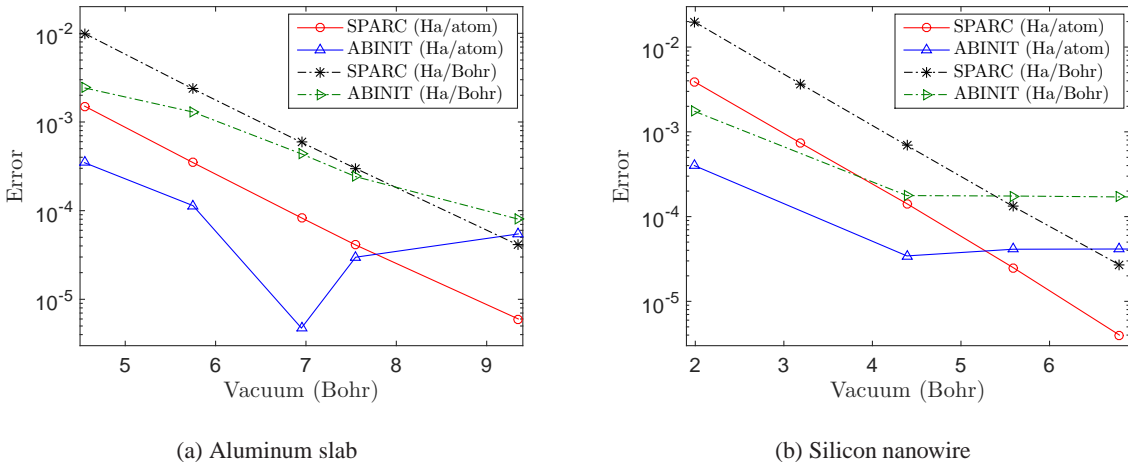 SPARC (Ha/atom)
ABINIT (Ha/atom)
SPARC (Ha/Bohr)
ABINIT (Ha/Bohr)
10^-2
10^-3
10^-4
10^-5
Error
5 6 7 8 9
Vacuum (Bohr)
(a) Aluminum slab
SPARC (Ha/atom)
ABINIT (Ha/atom)
SPARC (Ha/Bohr)
ABINIT (Ha/Bohr)
10^-2
10^-3
10^-4
10^-5
Error
2 3 4 5 6
Vacuum (Bohr)
(b) Silicon nanowire